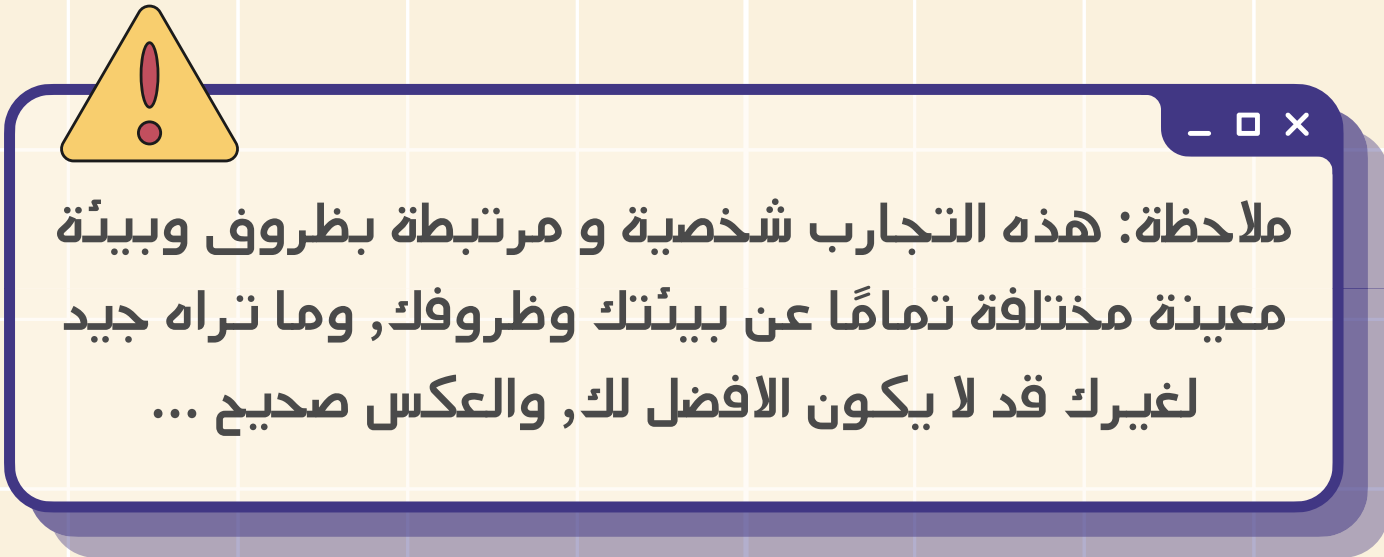 ملاحظة: هذه التجارب شخصية و مرتبطة بظروف وبيئة
معينة مختلفة تمامًا عن بيئتك وظروفك, وما تراه جيد
لغيرك قد لا يكون الافضل لك, والعكس صحيح ...